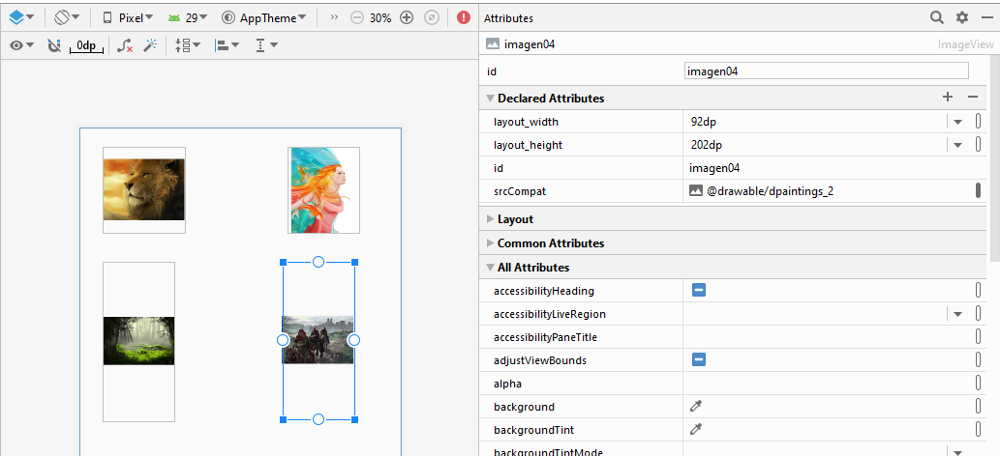 Pixel 29 AppTheme 30% Attributes
0dp
imagen04 ImageView
id imagen04
Declared Attributes
layout_width 92dp
layout_height 202dp
id imagen04
srcCompat @drawable/dpaintings_2
Layout
Common Attributes
All Attributes
accessibilityHeading
accessibilityLiveRegion
accessibilityPaneTitle
adjustViewBounds
alpha
background
backgroundTint
backgroundTintMode